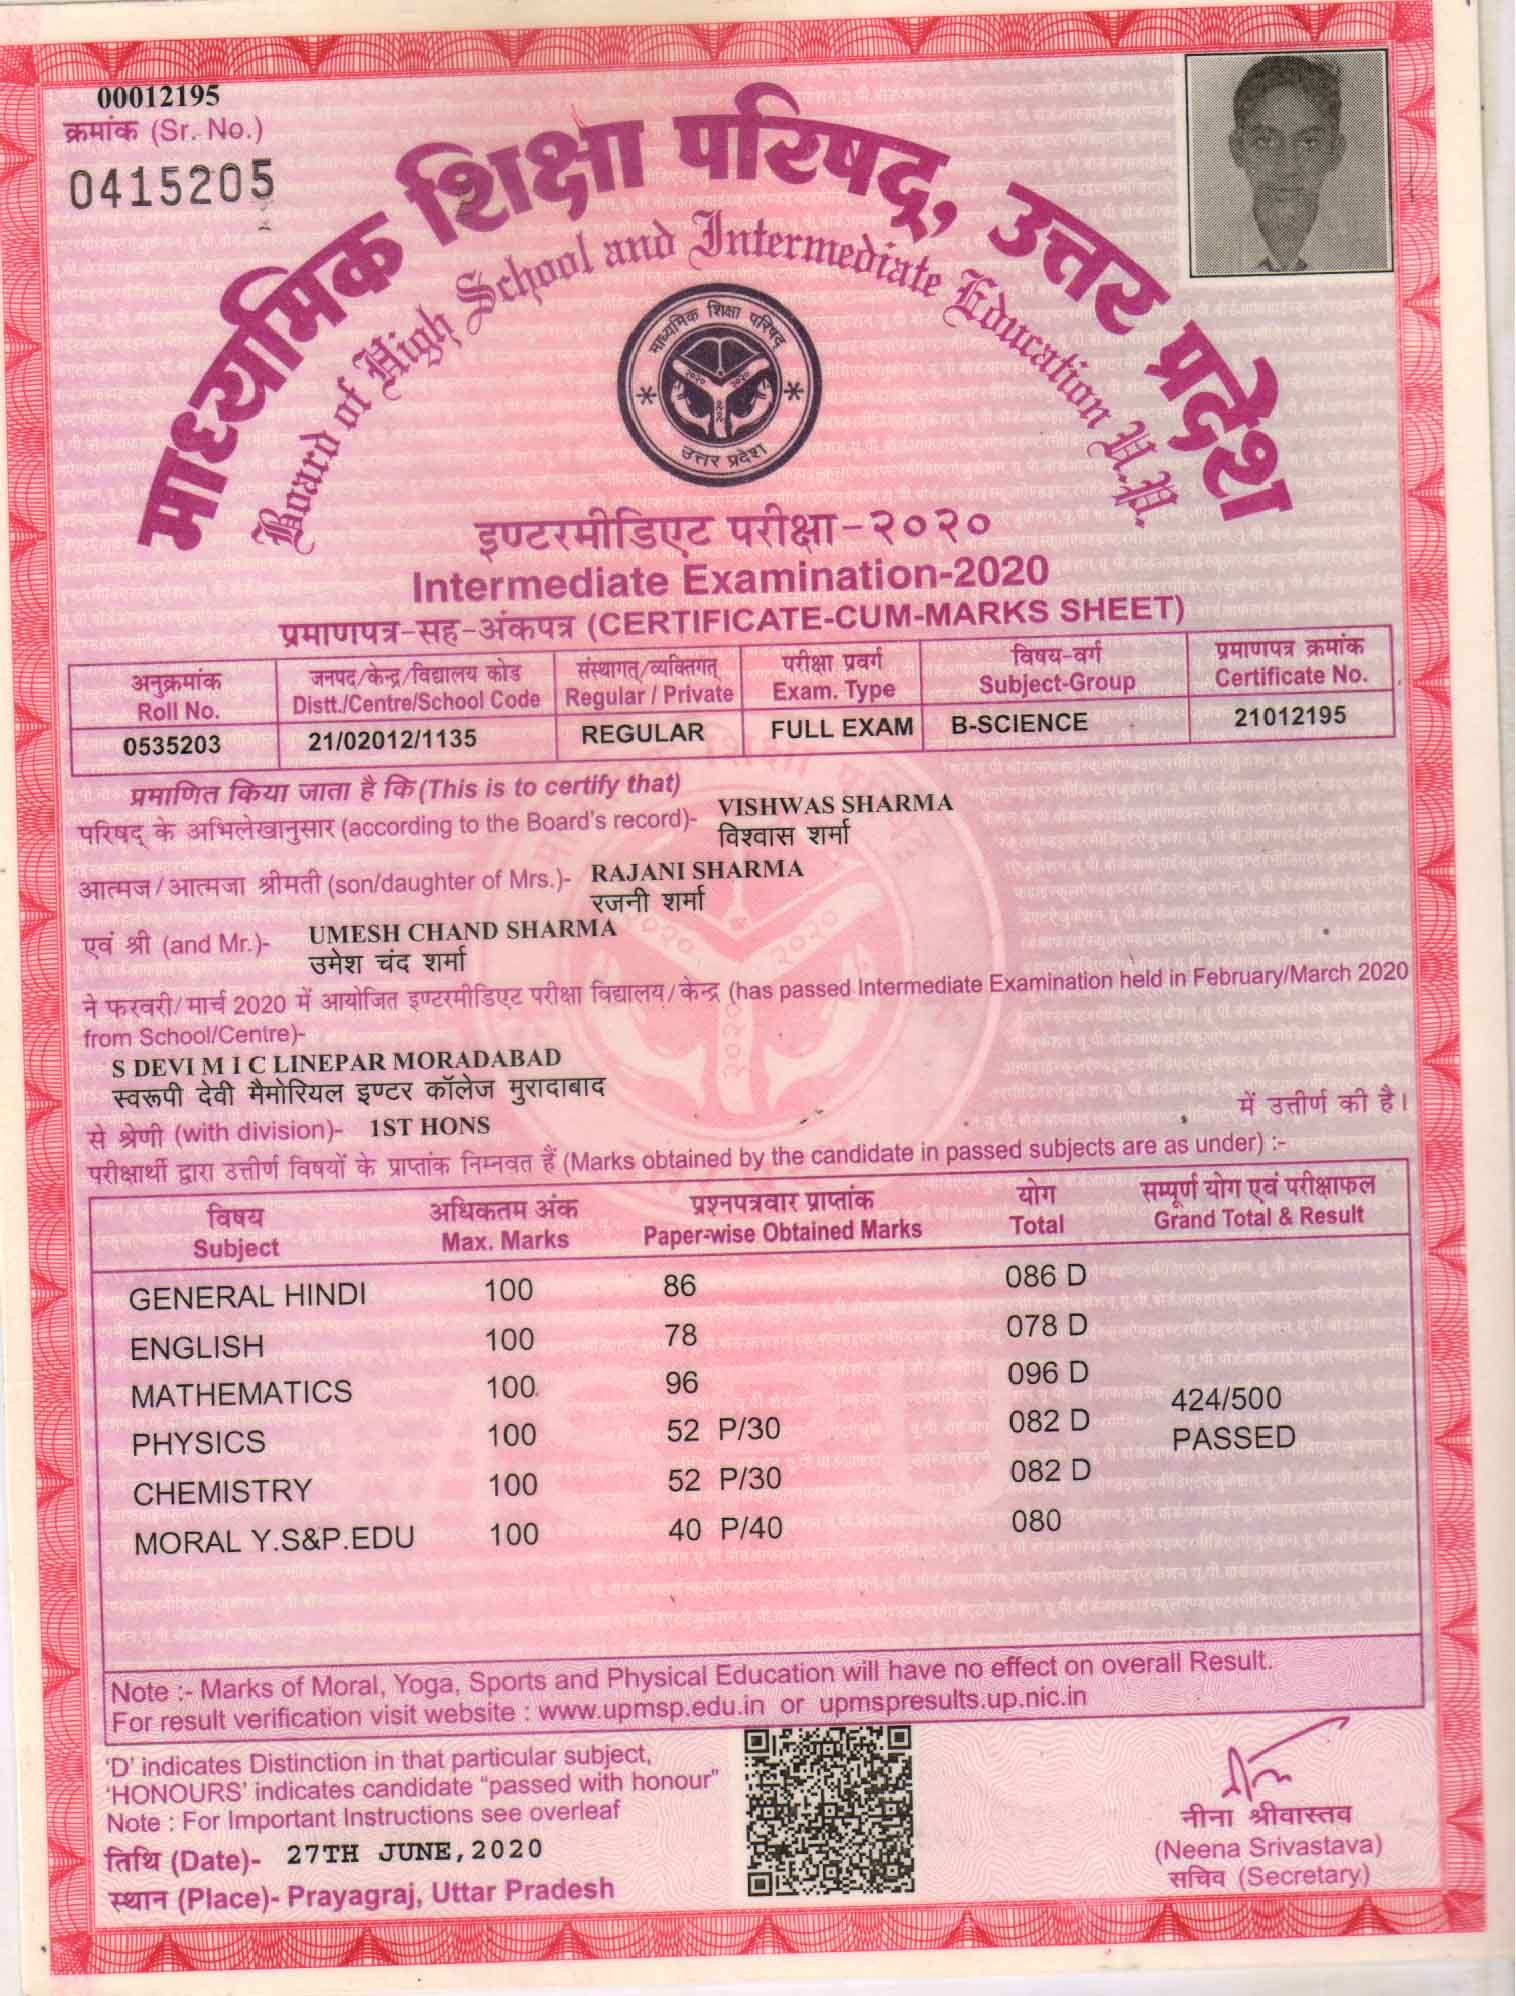 00012195
क्रमांक (Sr. No.)
0415205
माध्यमिक शिक्षा परिषद्, उत्तर प्रदेश
Board of High School and Intermediate Education U.P.
माध्यमिक शिक्षा परिषद्
२०२० २०२०
२०२०
उत्तर प्रदेश
इण्टरमीडिएट परीक्षा-२०२०
Intermediate Examination-2020
प्रमाणपत्र-सह-अंकपत्र (CERTIFICATE-CUM-MARKS SHEET)
अनुक्रमांक जनपद/केन्द्र/विद्यालय कोड संस्थागत्/व्यक्तिगत् परीक्षा प्रवर्ग विषय-वर्ग प्रमाणपत्र क्रमांक
Roll No. Distt./Centre/School Code Regular / Private Exam. Type Subject-Group Certificate No.
0535203 21/02012/1135 REGULAR FULL EXAM B-SCIENCE 21012195
प्रमाणित किया जाता है कि (This is to certify that)
परिषद् के अभिलेखानुसार (according to the Board's record)- VISHWAS SHARMA
विश्वास शर्मा
आत्मज/आत्मजा श्रीमती (son/daughter of Mrs.)- RAJANI SHARMA
रजनी शर्मा
एवं श्री (and Mr.)- UMESH CHAND SHARMA
उमेश चंद शर्मा
ने फरवरी/मार्च 2020 में आयोजित इण्टरमीडिएट परीक्षा विद्यालय/केन्द्र (has passed Intermediate Examination held in February/March 2020
from School/Centre)-
S DEVI M I C LINEPAR MORADABAD
स्वरूपी देवी मैमोरियल इण्टर कॉलेज मुरादाबाद
में उत्तीर्ण की है।
से श्रेणी (with division)- 1ST HONS
परीक्षार्थी द्वारा उत्तीर्ण विषयों के प्राप्तांक निम्नवत हैं (Marks obtained by the candidate in passed subjects are as under) :-
विषय अधिकतम अंक प्रश्नपत्रवार प्राप्तांक योग सम्पूर्ण योग एवं परीक्षाफल
Subject Max. Marks Paper-wise Obtained Marks Total Grand Total & Result
GENERAL HINDI 100 86 086 D
ENGLISH 100 78 078 D
MATHEMATICS 100 96 096 D
424/500
PHYSICS 100 52 P/30 082 D
PASSED
CHEMISTRY 100 52 P/30 082 D
MORAL Y.S&P.EDU 100 40 P/40 080
Note :- Marks of Moral, Yoga, Sports and Physical Education will have no effect on overall Result.
For result verification visit website : www.upmsp.edu.in or upmspresults.up.nic.in
'D' indicates Distinction in that particular subject,
'HONOURS' indicates candidate "passed with honour"
Note : For Important Instructions see overleaf
तिथि (Date)- 27TH JUNE,2020
स्थान (Place)- Prayagraj, Uttar Pradesh
नीना श्रीवास्तव
(Neena Srivastava)
सचिव (Secretary)